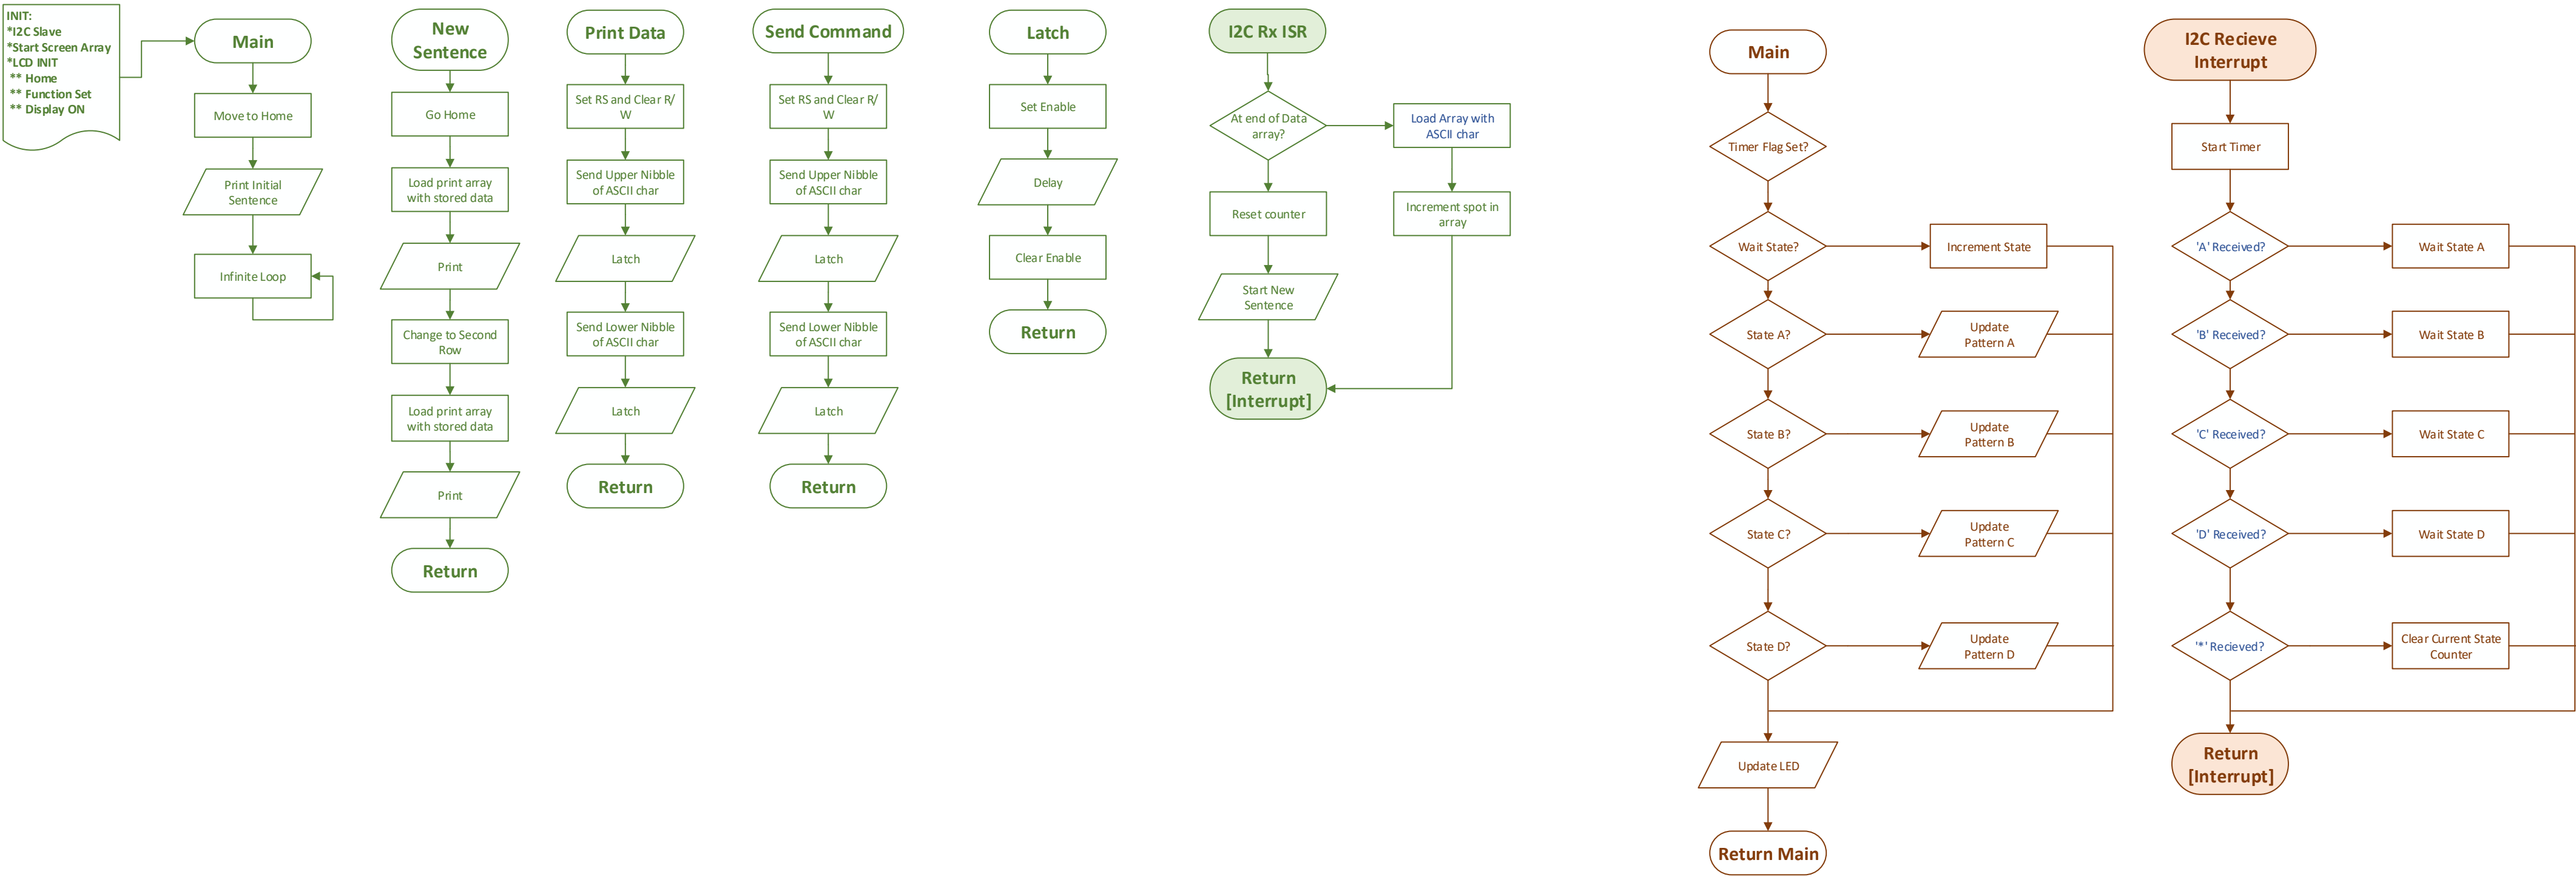 INIT:
*I2C Slave
*Start Screen Array
*LCD INIT
** Home
** Function Set
** Display ON
Main
Move to Home
Print Initial
Sentence
Infinite Loop
New
Sentence
Go Home
Load print array
with stored data
Print
Change to Second
Row
Load print array
with stored data
Print
Return
Print Data
Set RS and Clear R/
W
Send Upper Nibble
of ASCII char
Latch
Send Lower Nibble
of ASCII char
Latch
Return
Send Command
Set RS and Clear R/
W
Send Upper Nibble
of ASCII char
Latch
Send Lower Nibble
of ASCII char
Latch
Return
Latch
Set Enable
Delay
Clear Enable
Return
I2C Rx ISR
At end of Data
array?
Load Array with
ASCII char
Reset counter
Increment spot in
array
Start New
Sentence
Return
[Interrupt]
Main
Timer Flag Set?
Wait State?
Increment State
State A?
Update
Pattern A
State B?
Update
Pattern B
State C?
Update
Pattern C
State D?
Update
Pattern D
Update LED
Return Main
I2C Recieve
Interrupt
Start Timer
'A' Received?
Wait State A
'B' Received?
Wait State B
'C' Received?
Wait State C
'D' Received?
Wait State D
'*' Recieved?
Clear Current State
Counter
Return
[Interrupt]